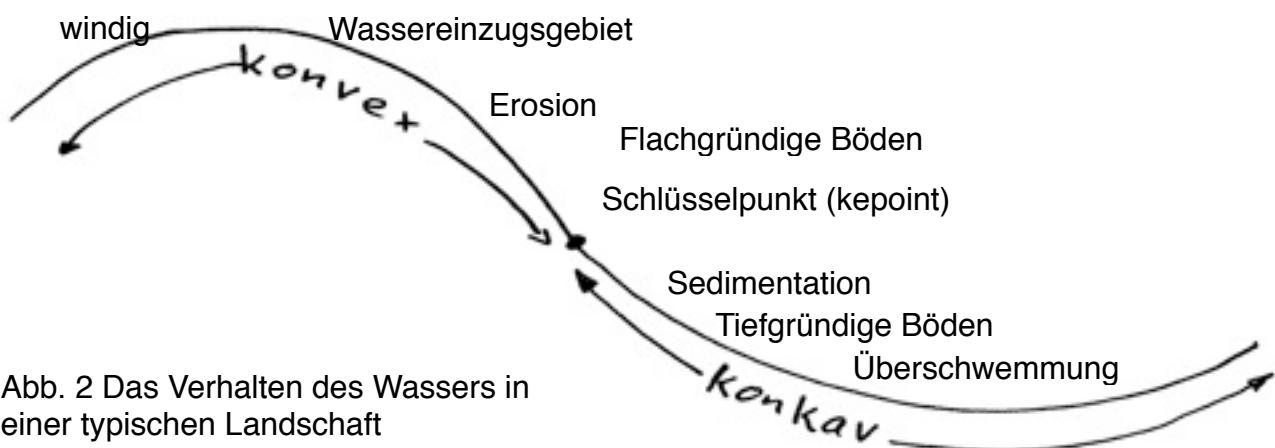 windig
Wassereinzugsgebiet
konvex
Erosion
Flachgründige Böden
Schlüsselpunkt (kepoint)
Sedimentation
Tiefgründige Böden
Überschwemmung
konkav
Abb. 2 Das Verhalten des Wassers in
einer typischen Landschaft